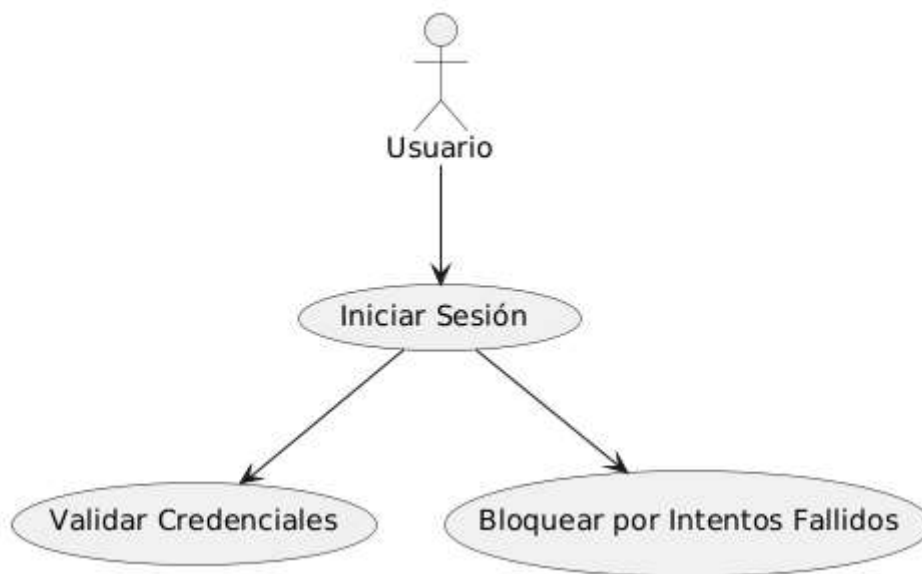 Usuario
Iniciar Sesión
Validar Credenciales
Bloquear por Intentos Fallidos